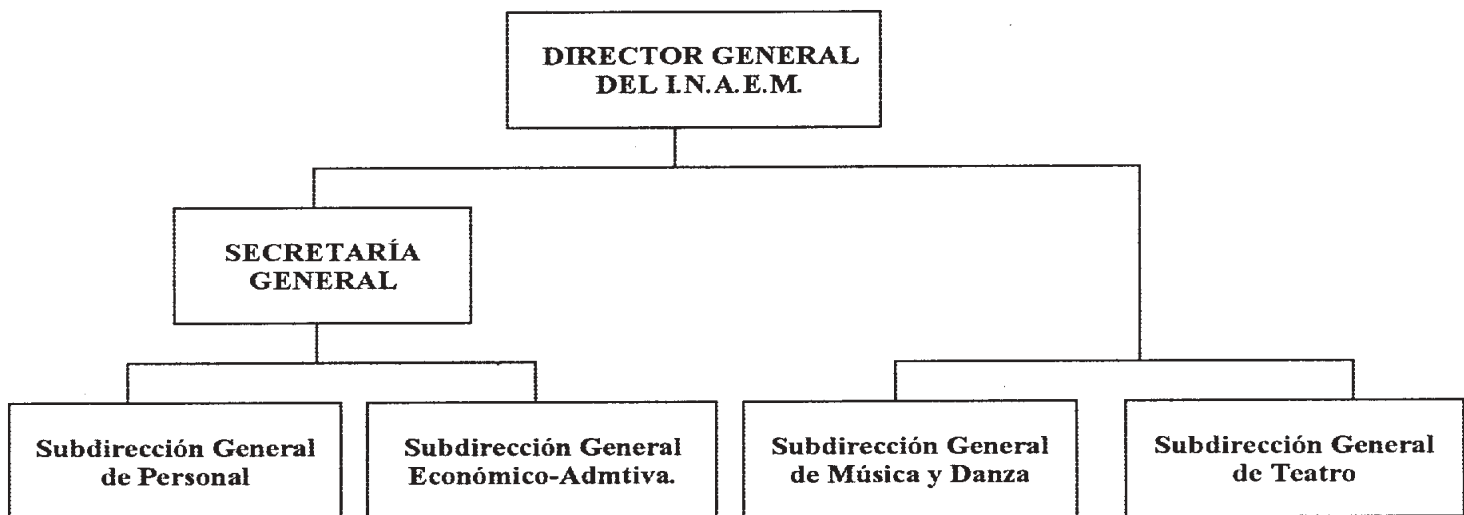 DIRECTOR GENERAL
DEL I.N.A.E.M.
SECRETARÍA
GENERAL
Subdirección General
de Personal
Subdirección General
Económico-Admtiva.
Subdirección General
de Música y Danza
Subdirección General
de Teatro